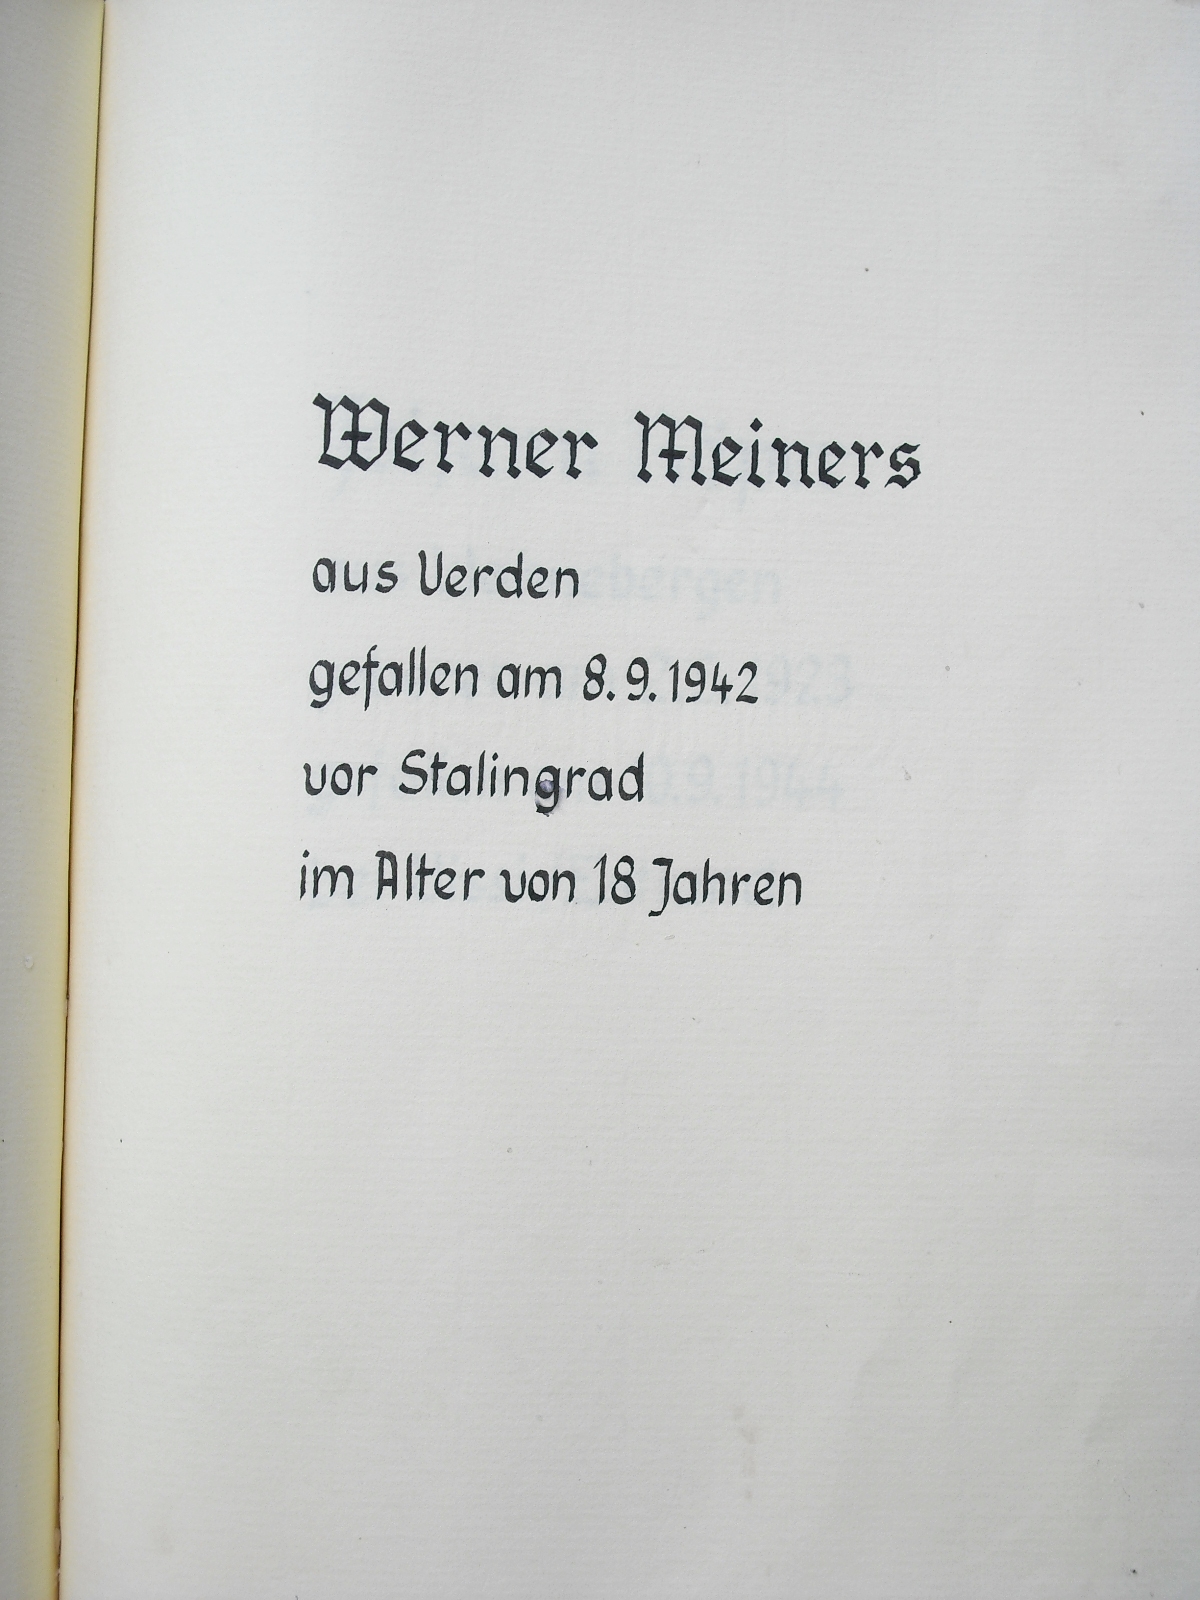 Werner Meiners
aus Verden
gefallen am 8.9.1942
vor Stalingrad
im Alter von 18 Jahren